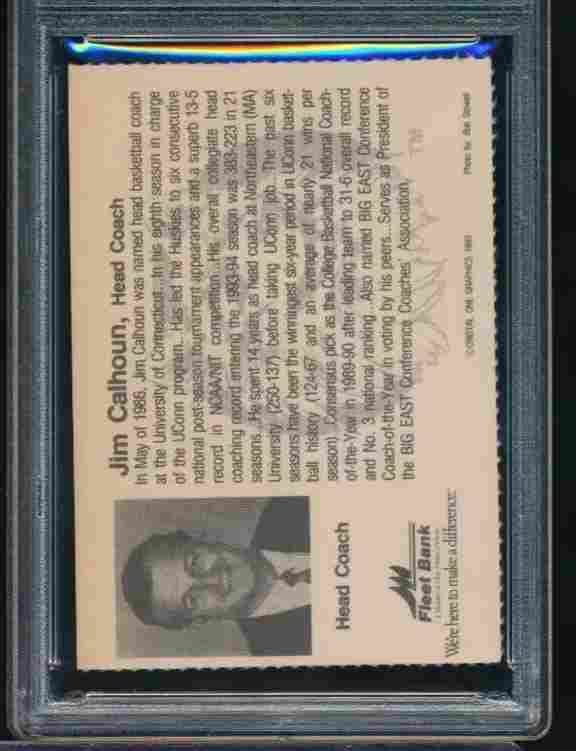 Jim Calhoun, Head Coach
In May of 1986, Jim Calhoun was named head basketball coach
at the University of Connecticut...In his eighth season in charge
of the UConn program...Has led the Huskies to six consecutive
national post-season tournament appearances and a superb 13-5
record in NCAA/NIT competition...His overall collegiate head
coaching record entering the 1993-94 season was 383-223 in 21
seasons...He spent 14 years as head coach at Northeastern (MA)
University (250-137) before taking UConn job...The past six
seasons have been the winningest six-year period in UConn basket-
ball history (124-67 and an average of nearly 21 wins per
season). Consensus pick as the College Basketball National Coach-
of-the-Year in 1989-90 after leading team to 31-6 overall record
and No. 3 national ranking. Also named BIG EAST Conference
Coach-of-the-Year in voting by his peers...Serves as President of
the BIG EAST Conference Coaches' Association.
TM
GRAPHICS 1993
Photo by: Bob Stowell
Head Coach
Fleet Bank
We're here to make a difference.